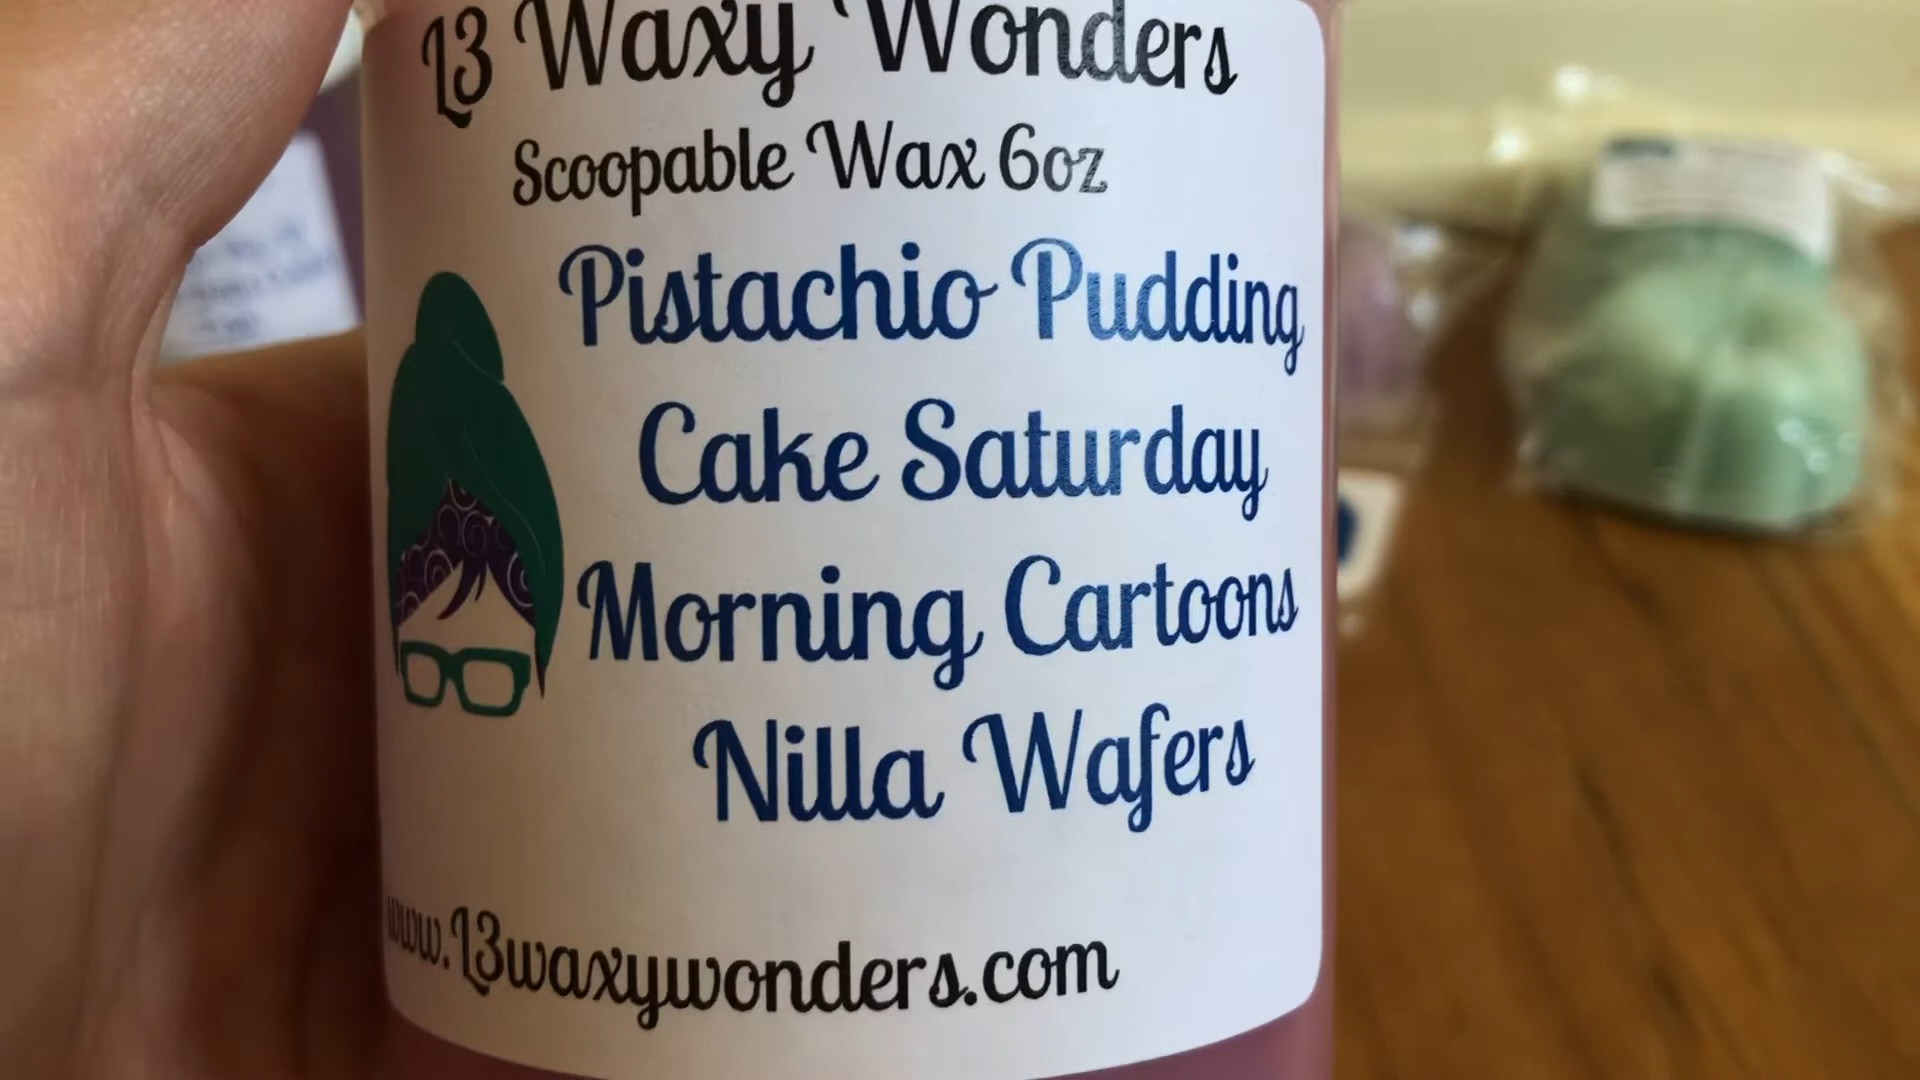 L3 Waxy Wonders
Scoopable Wax 6oz
Pistachio Pudding
Cake Saturday
Morning Cartoons
Nilla Wafers
www.L3waxywonders.com